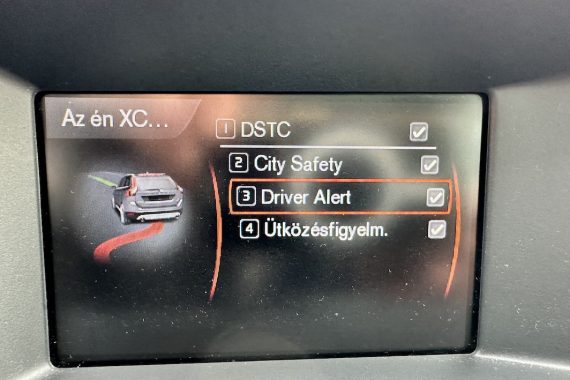 Az én XC...
1 DSTC
2 City Safety
3 Driver Alert
4 Ütközésfigyelm.